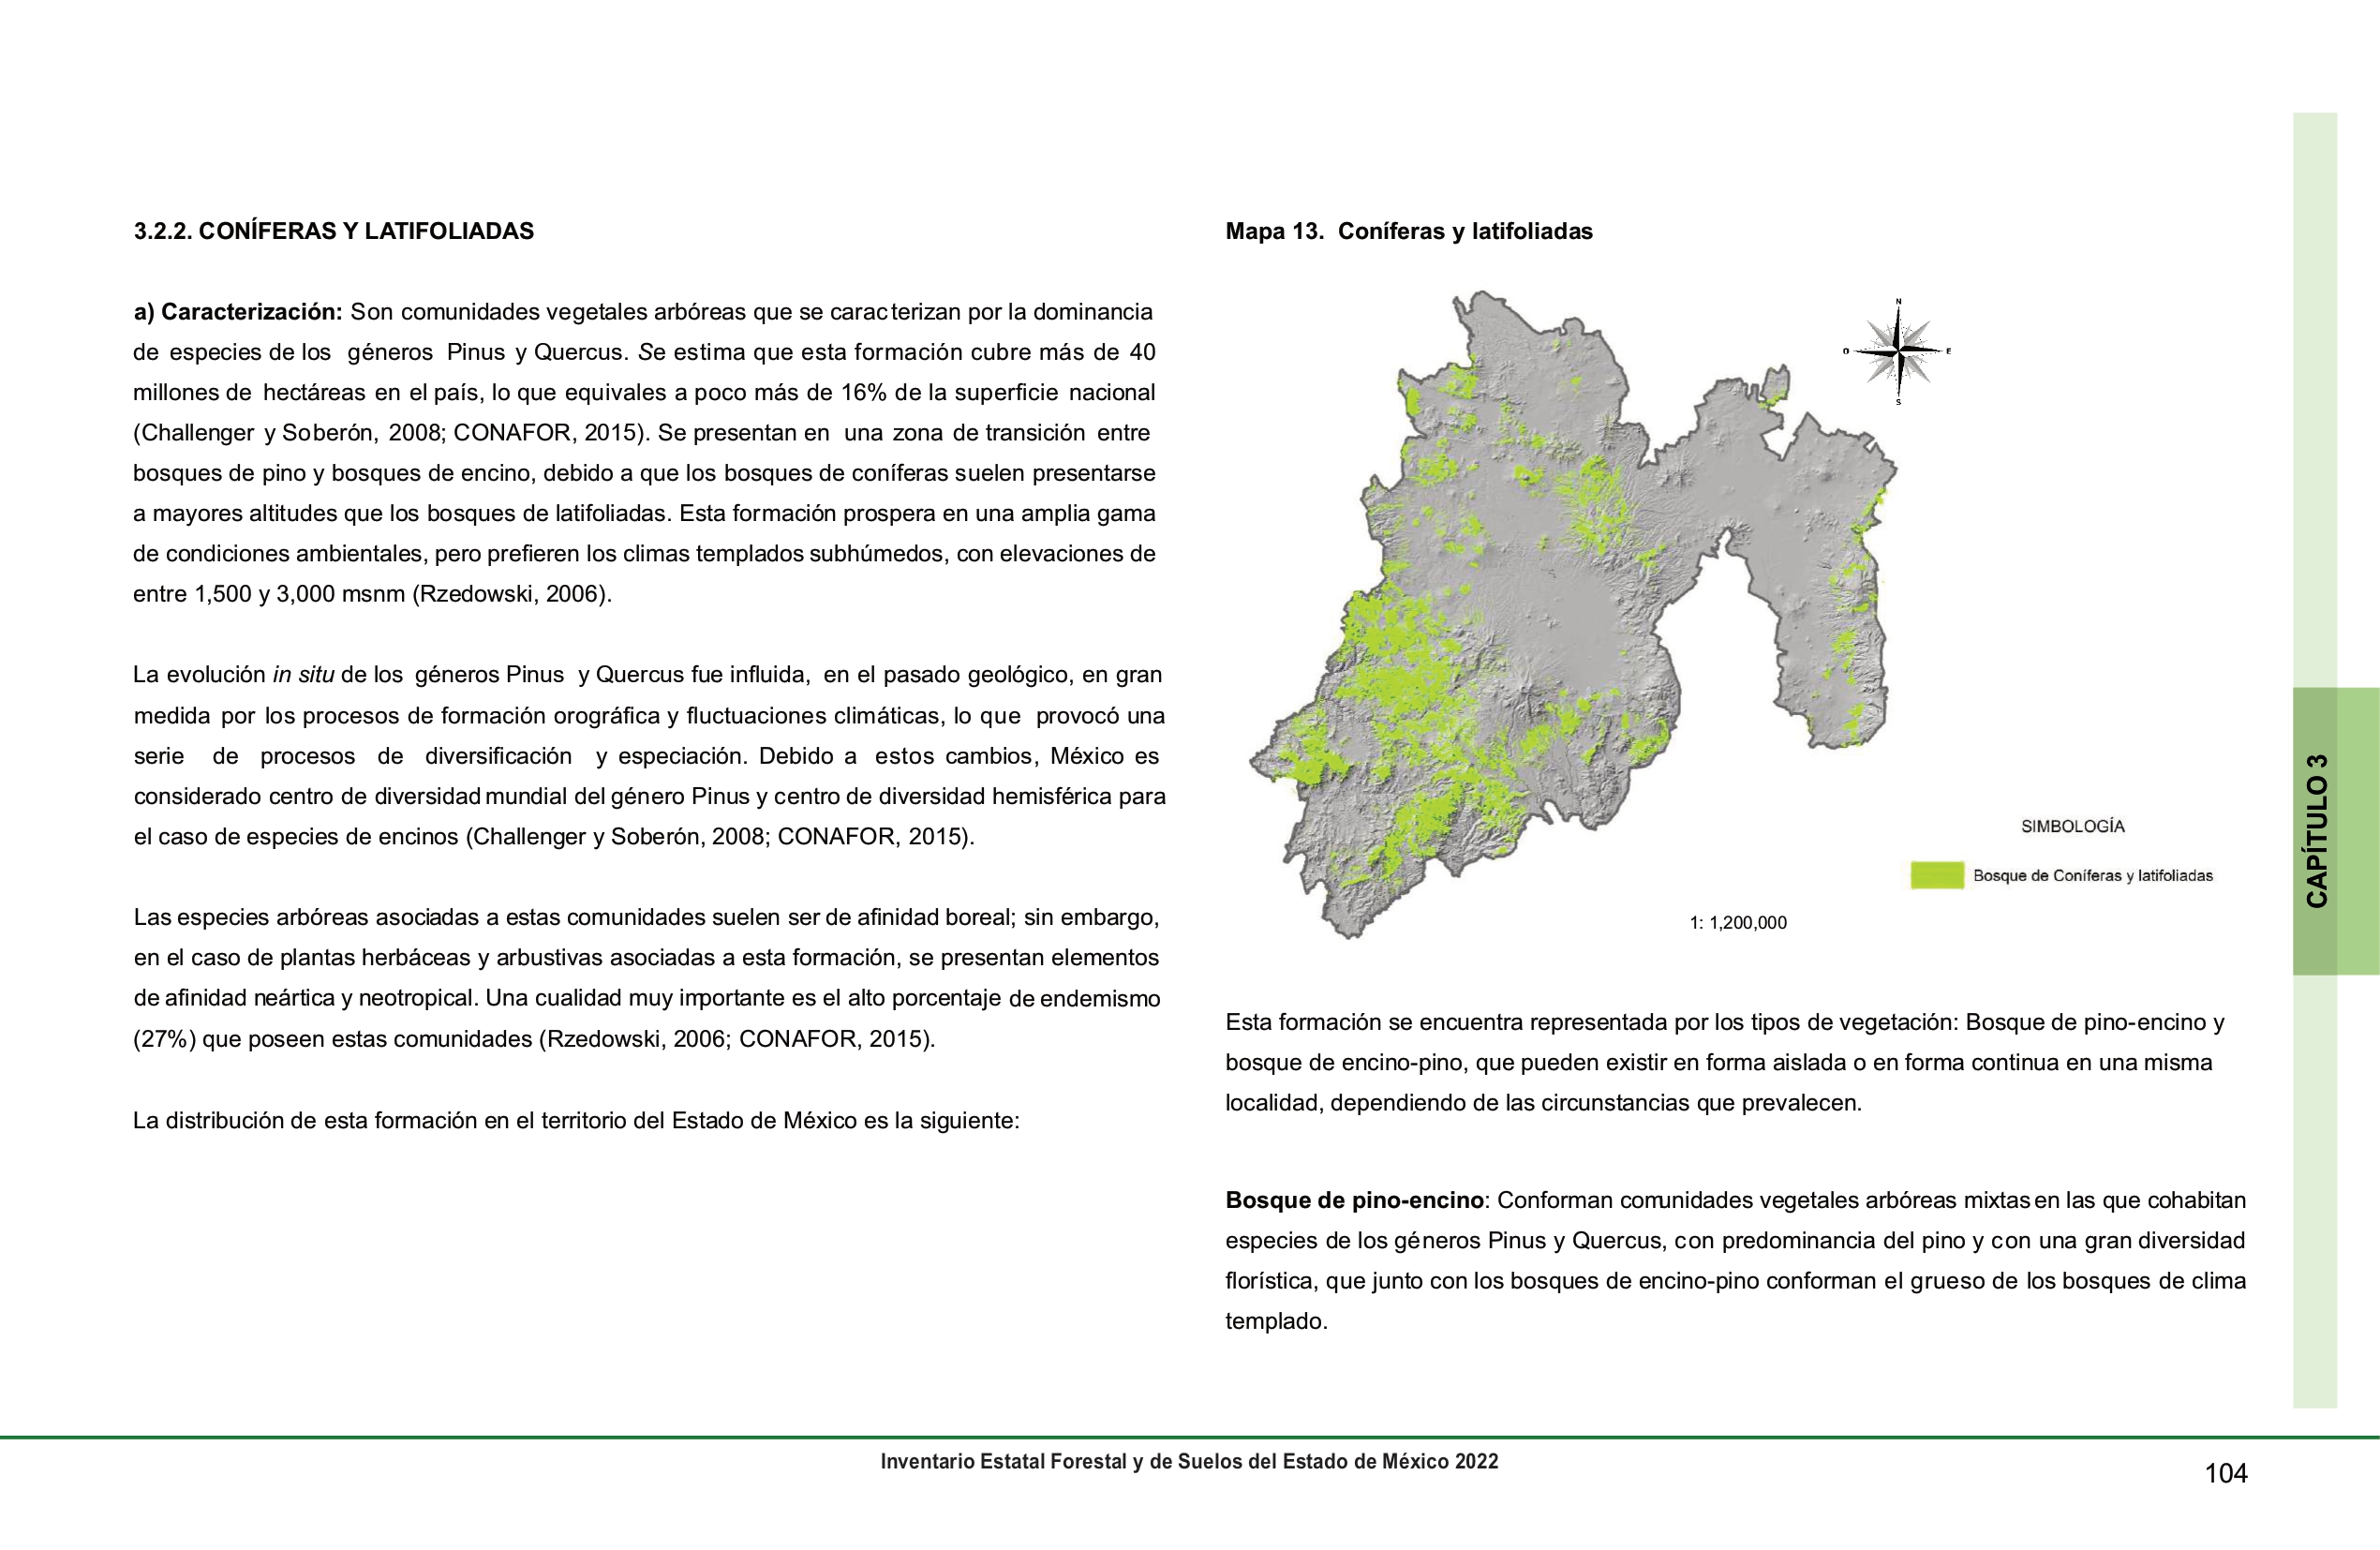 3.2.2. CONÍFERAS Y LATIFOLIADAS
a) Caracterización: Son comunidades vegetales arbóreas que se caracterizan por la dominancia
de especies de los géneros Pinus y Quercus. Se estima que esta formación cubre más de 40
millones de hectáreas en el país, lo que equivales a poco más de 16% de la superficie nacional
(Challenger y Soberón, 2008; CONAFOR, 2015). Se presentan en una zona de transición entre
bosques de pino y bosques de encino, debido a que los bosques de coníferas suelen presentarse
a mayores altitudes que los bosques de latifoliadas. Esta formación prospera en una amplia gama
de condiciones ambientales, pero prefieren los climas templados subhúmedos, con elevaciones de
entre 1,500 y 3,000 msnm (Rzedowski, 2006).
La evolución in situ de los géneros Pinus y Quercus fue influida, en el pasado geológico, en gran
medida por los procesos de formación orográfica y fluctuaciones climáticas, lo que provocó una
serie de procesos de diversificación y especiación. Debido a estos cambios, México es
considerado centro de diversidad mundial del género Pinus y centro de diversidad hemisférica para
el caso de especies de encinos (Challenger y Soberón, 2008; CONAFOR, 2015).
Las especies arbóreas asociadas a estas comunidades suelen ser de afinidad boreal; sin embargo,
en el caso de plantas herbáceas y arbustivas asociadas a esta formación, se presentan elementos
de afinidad neártica y neotropical. Una cualidad muy importante es el alto porcentaje de endemismo
(27%) que poseen estas comunidades (Rzedowski, 2006; CONAFOR, 2015).
La distribución de esta formación en el territorio del Estado de México es la siguiente:
Mapa 13. Coníferas y latifoliadas
N
O
E
S
SIMBOLOGÍA
Bosque de Coníferas y latifoliadas
1: 1,200,000
Esta formación se encuentra representada por los tipos de vegetación: Bosque de pino-encino y
bosque de encino-pino, que pueden existir en forma aislada o en forma continua en una misma
localidad, dependiendo de las circunstancias que prevalecen.
Bosque de pino-encino: Conforman comunidades vegetales arbóreas mixtas en las que cohabitan
especies de los géneros Pinus y Quercus, con predominancia del pino y con una gran diversidad
florística, que junto con los bosques de encino-pino conforman el grueso de los bosques de clima
templado.
CAPÍTULO 3
Inventario Estatal Forestal y de Suelos del Estado de México 2022
104